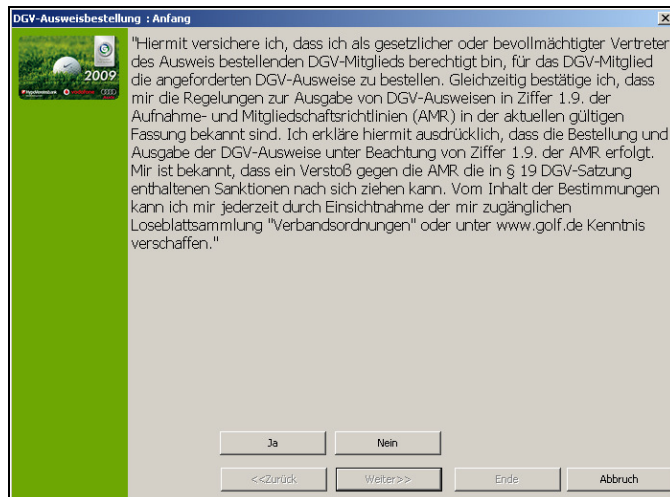 DGV-Ausweisbestellung : Anfang
2009
"Hiermit versichere ich, dass ich als gesetzlicher oder bevollmächtigter Vertreter
des Ausweis bestellenden DGV-Mitglieds berechtigt bin, für das DGV-Mitglied
die angeforderten DGV-Ausweise zu bestellen. Gleichzeitig bestätige ich, dass
mir die Regelungen zur Ausgabe von DGV-Ausweisen in Ziffer 1.9. der
Aufnahme- und Mitgliedschaftsrichtlinien (AMR) in der aktuellen gültigen
Fassung bekannt sind. Ich erkläre hiermit ausdrücklich, dass die Bestellung und
Ausgabe der DGV-Ausweise unter Beachtung von Ziffer 1.9. der AMR erfolgt.
Mir ist bekannt, dass ein Verstoß gegen die AMR die in § 19 DGV-Satzung
enthaltenen Sanktionen nach sich ziehen kann. Vom Inhalt der Bestimmungen
kann ich mir jederzeit durch Einsichtnahme der mir zugänglichen
Loseblattsammlung "Verbandsordnungen" oder unter www.golf.de Kenntnis
verschaffen."
Ja Nein
<<Zurück Weiter>> Ende Abbruch